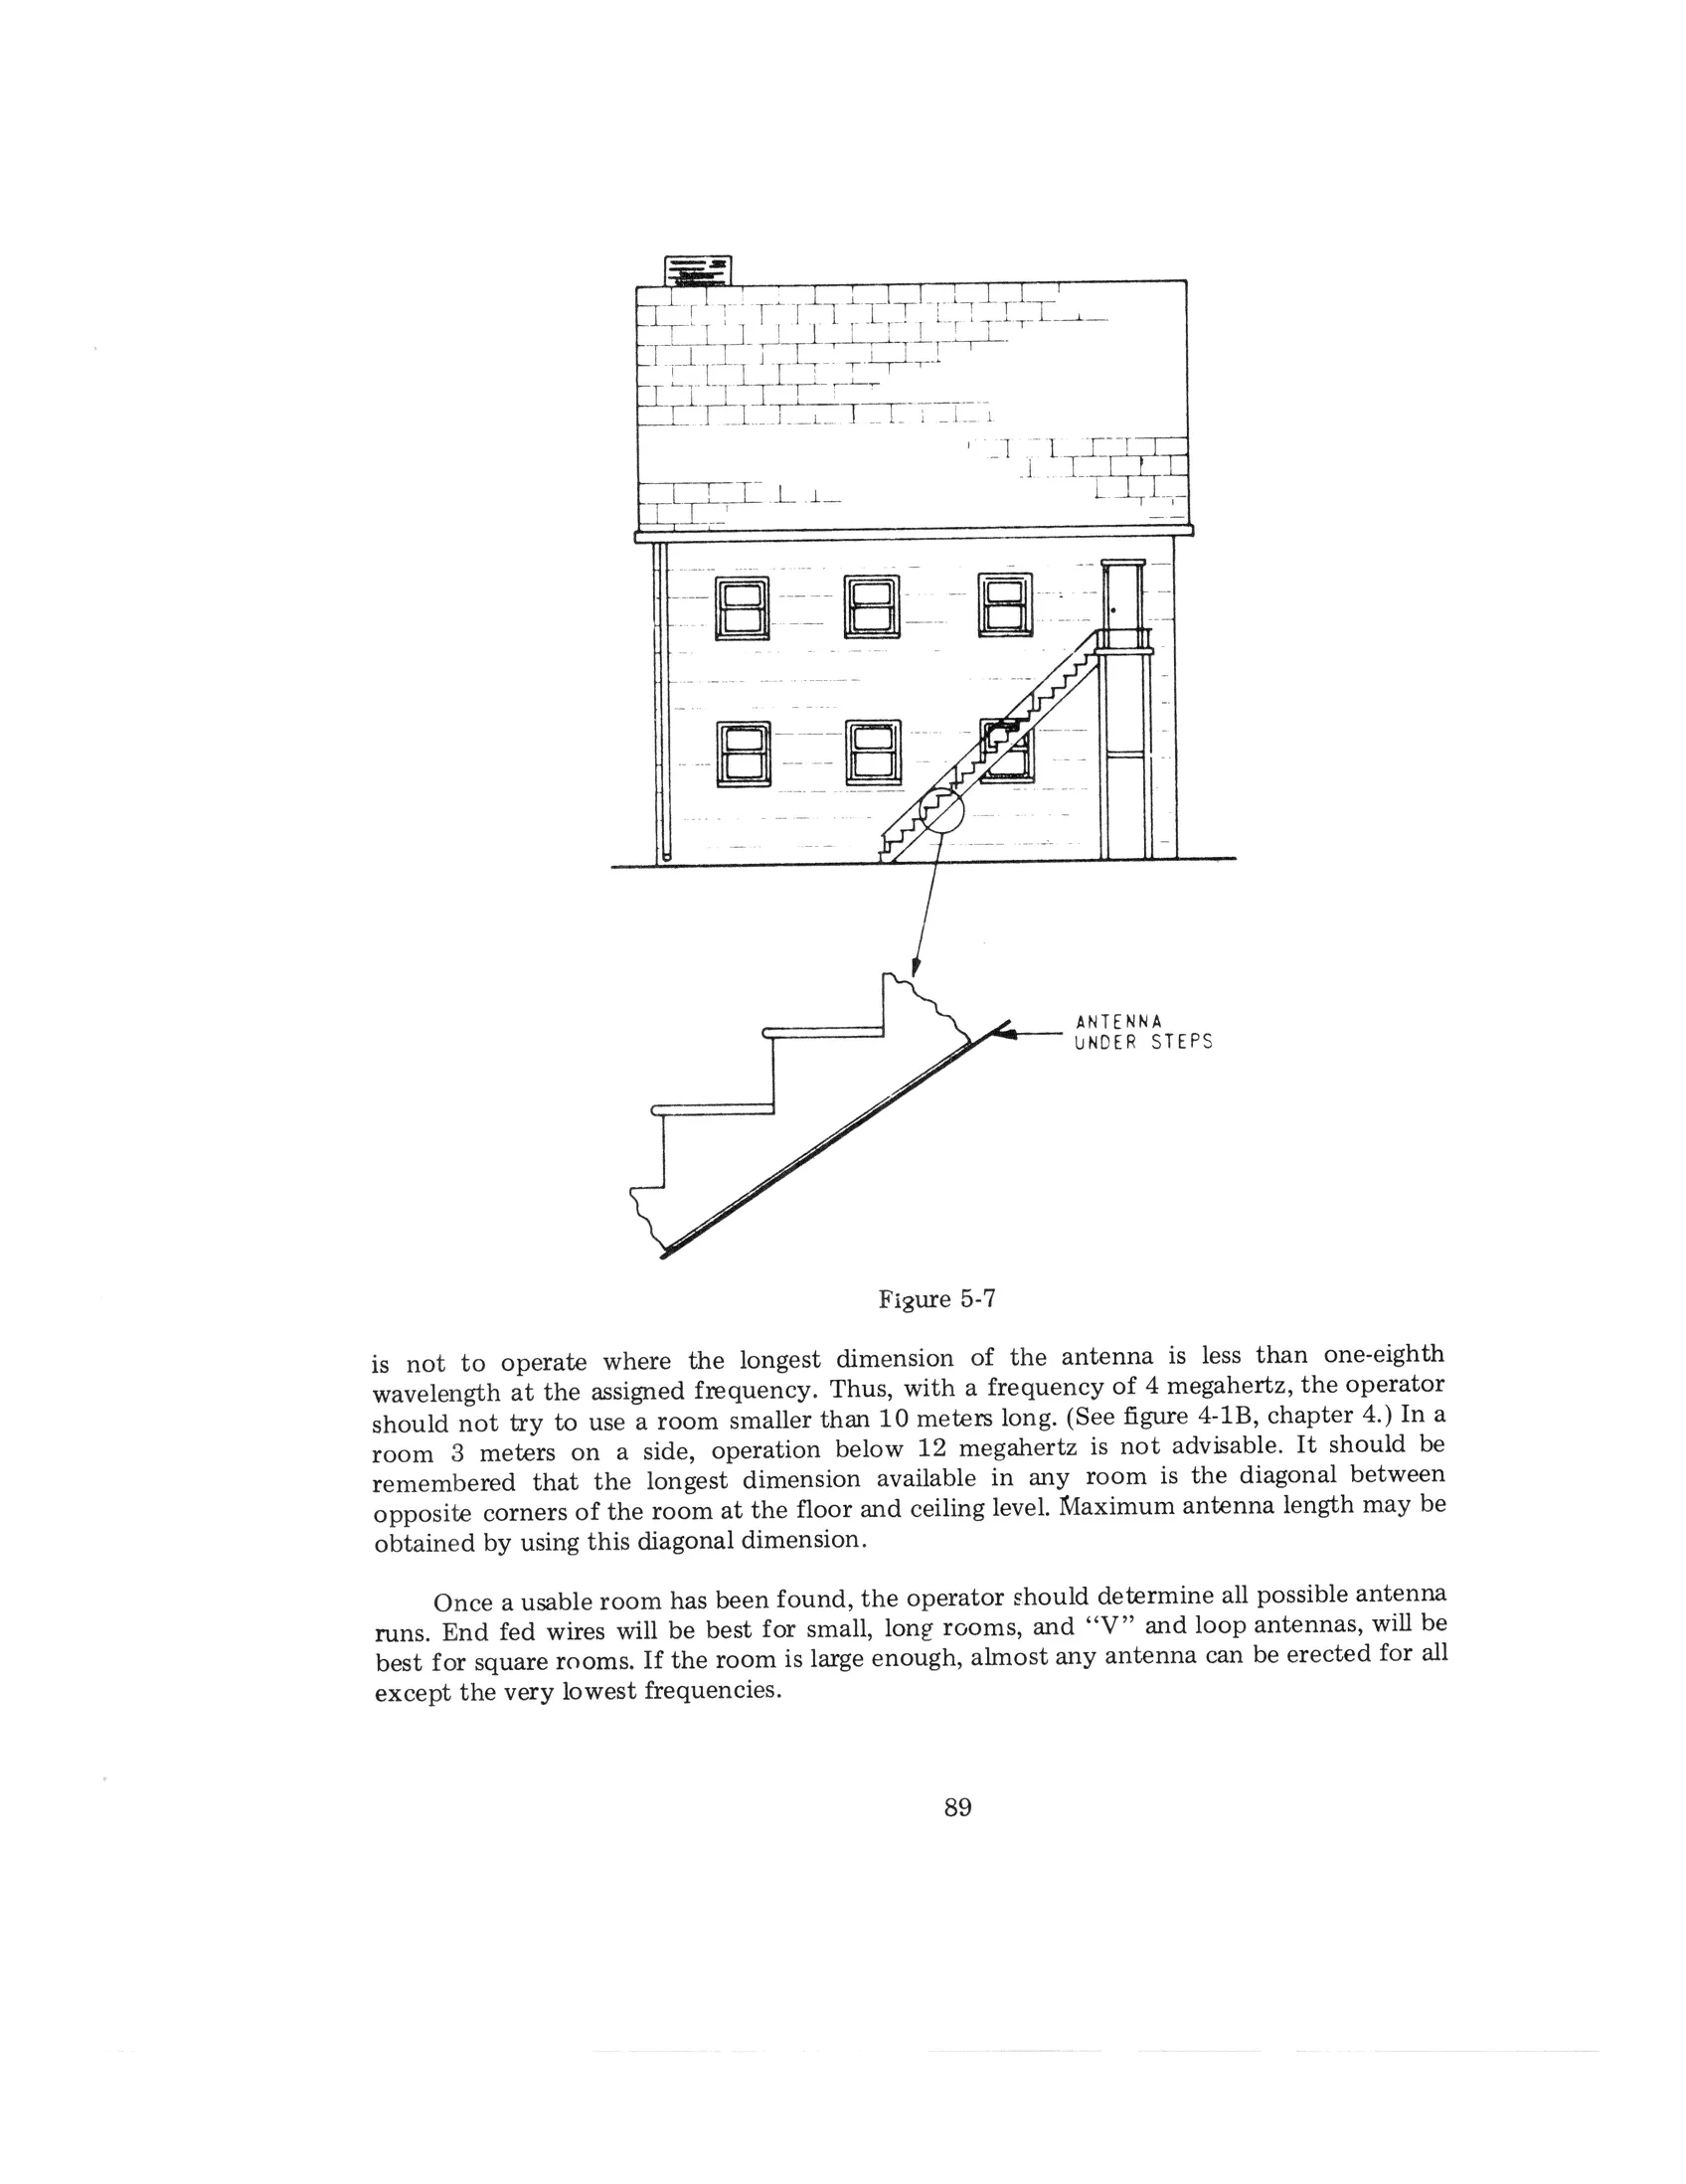 ANTENNA
UNDER STEPS
Figure 5-7
is not to operate where the longest dimension of the antenna is less than one-eighth
wavelength at the assigned frequency. Thus, with a frequency of 4 megahertz, the operator
should not try to use a room smaller than 10 meters long. (See figure 4-1B, chapter 4.) In a
room 3 meters on a side, operation below 12 megahertz is not advisable. It should be
remembered that the longest dimension available in any room is the diagonal between
opposite corners of the room at the floor and ceiling level. Maximum antenna length may be
obtained by using this diagonal dimension.
Once a usable room has been found, the operator should determine all possible antenna
runs. End fed wires will be best for small, long rooms, and “V” and loop antennas, will be
best for square rooms. If the room is large enough, almost any antenna can be erected for all
except the very lowest frequencies.
89